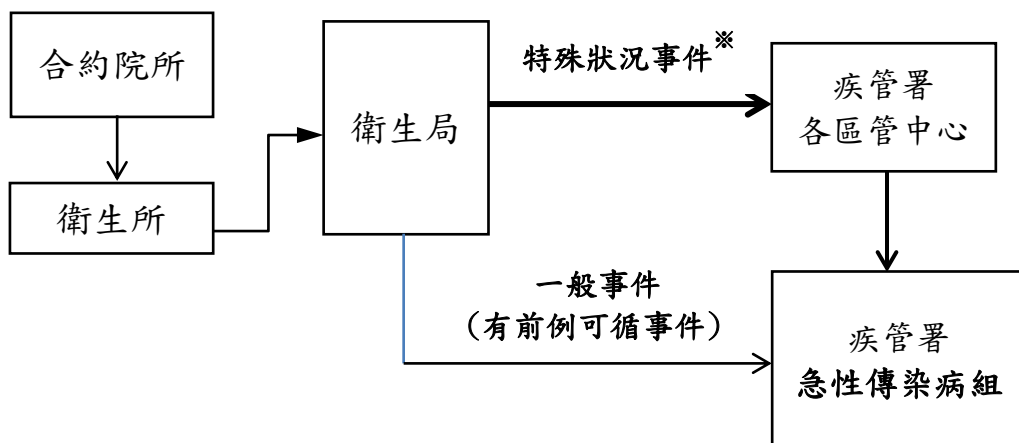 合約院所
衛生所
衛生局
特殊狀況事件※
疾管署
各區管中心
一般事件
(有前例可循事件)
疾管署
急性傳染病組